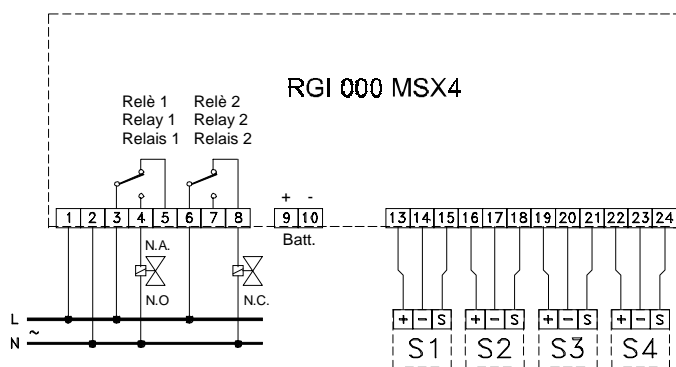 RGI 000 MSX4
Relè 1 Relè 2
Relay 1 Relay 2
Relais 1 Relais 2
+ -
1 2 3 4 5 6 7 8 9 10 13 14 15 16 17 18 19 20 21 22 23 24
Batt.
N.A.
N.O N.C.
L
~
N
+ - S + - S + - S + - S
S1 S2 S3 S4